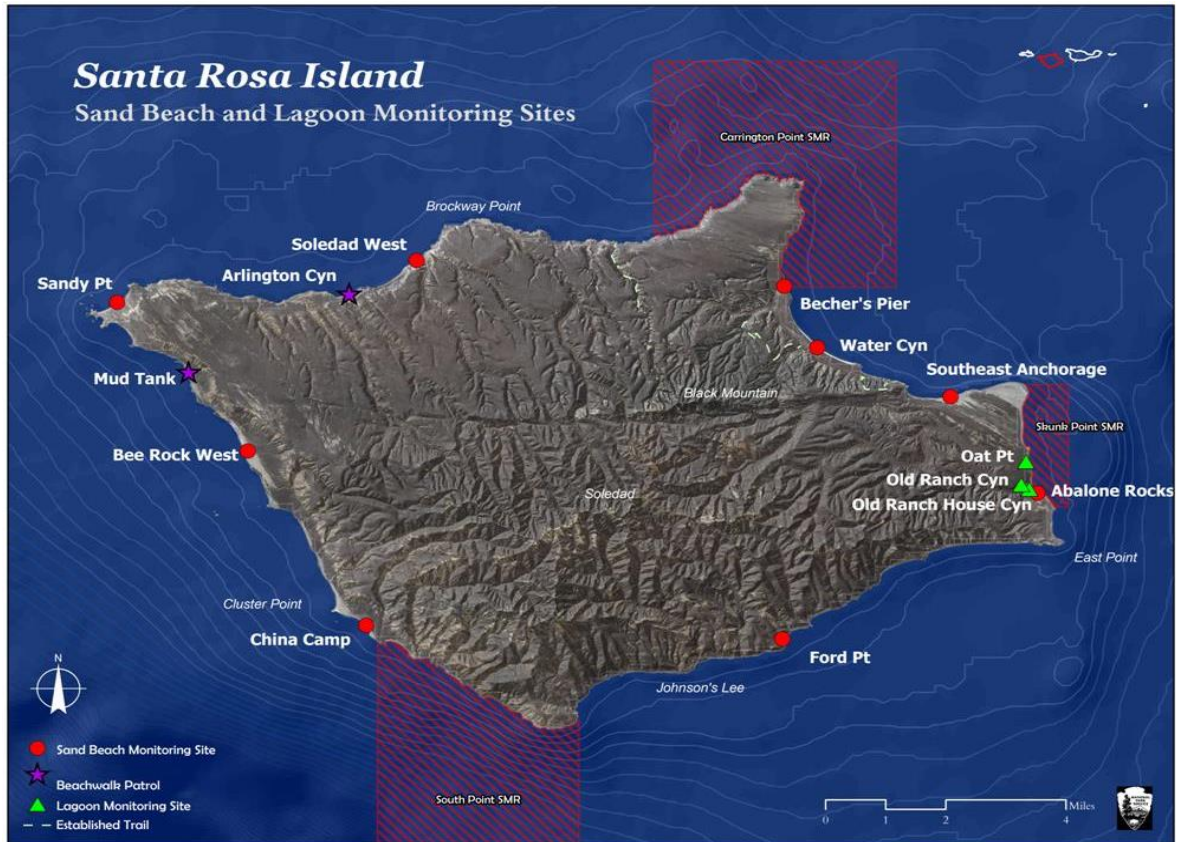 Santa Rosa Island
Sand Beach and Lagoon Monitoring Sites
Carrington Point SMR
Brockway Point
Soledad West
Arlington Cyn
Sandy Pt
Becher's Pier
Water Cyn
Mud Tank
Southeast Anchorage
Black Mountain
Skunk Point SMR
Bee Rock West
Oat Pt
Old Ranch Cyn
Soledad
Abalone Rocks
Old Ranch House Cyn
East Point
Cluster Point
China Camp
Ford Pt
N
Johnson's Lee
Sand Beach Monitoring Site
Beachwalk Patrol
Lagoon Monitoring Site
Established Trail
South Point SMR
Miles
0 1 2 4
NATIONAL
PARK
SERVICE